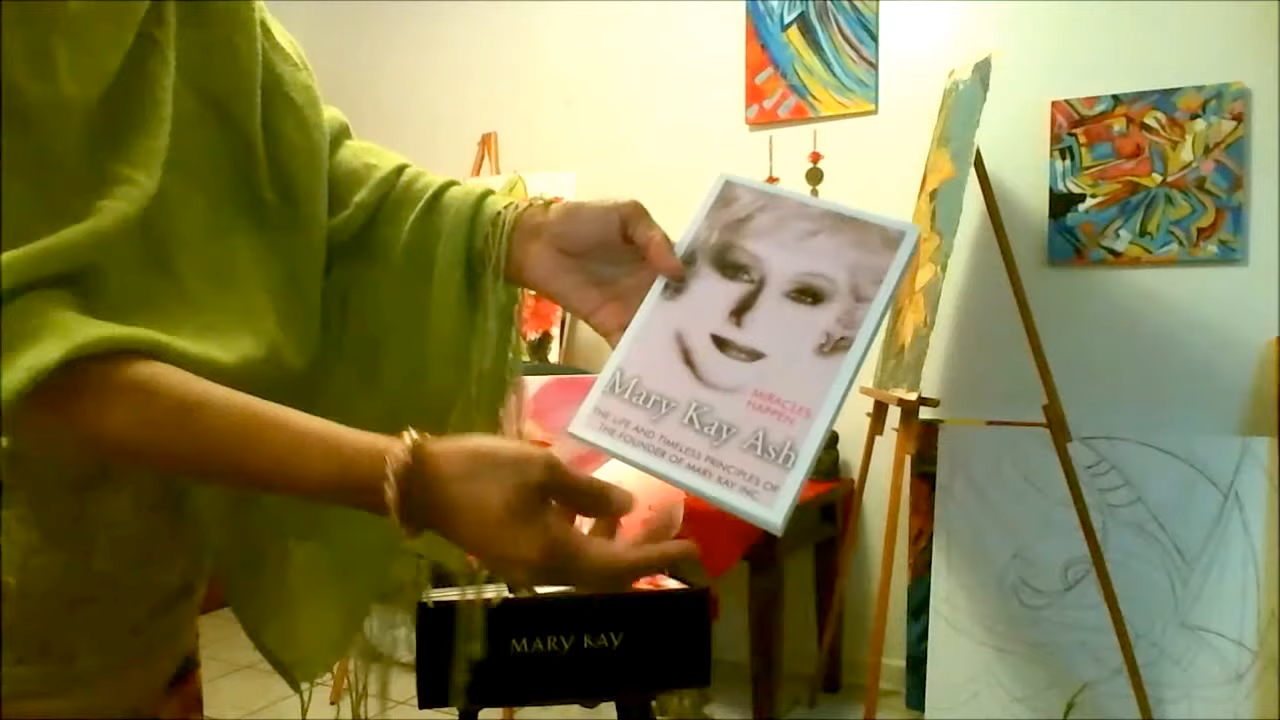 MIRACLES
HAPPEN
Mary Kay Ash
THE LIFE AND TIMELESS PRINCIPLES OF
THE FOUNDER OF MARY KAY INC.
MARY KAY